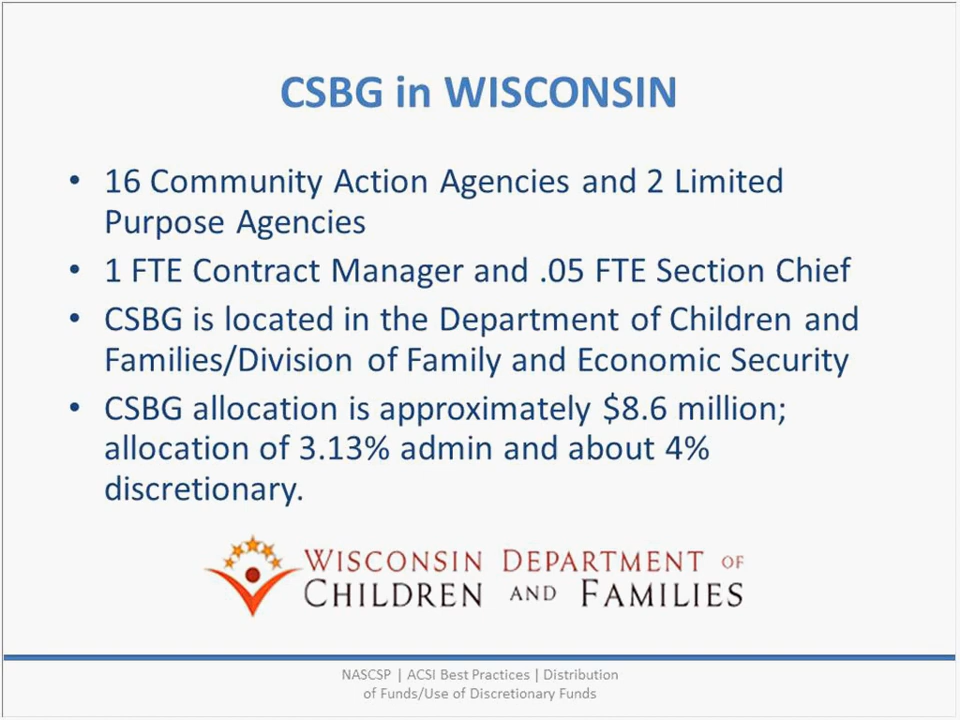 CSBG in WISCONSIN
• 16 Community Action Agencies and 2 Limited
Purpose Agencies
• 1 FTE Contract Manager and .05 FTE Section Chief
• CSBG is located in the Department of Children and
Families/Division of Family and Economic Security
• CSBG allocation is approximately $8.6 million;
allocation of 3.13% admin and about 4%
discretionary.
WISCONSIN DEPARTMENT OF
CHILDREN AND FAMILIES
NASCSP | ACSI Best Practices | Distribution
of Funds/Use of Discretionary Funds